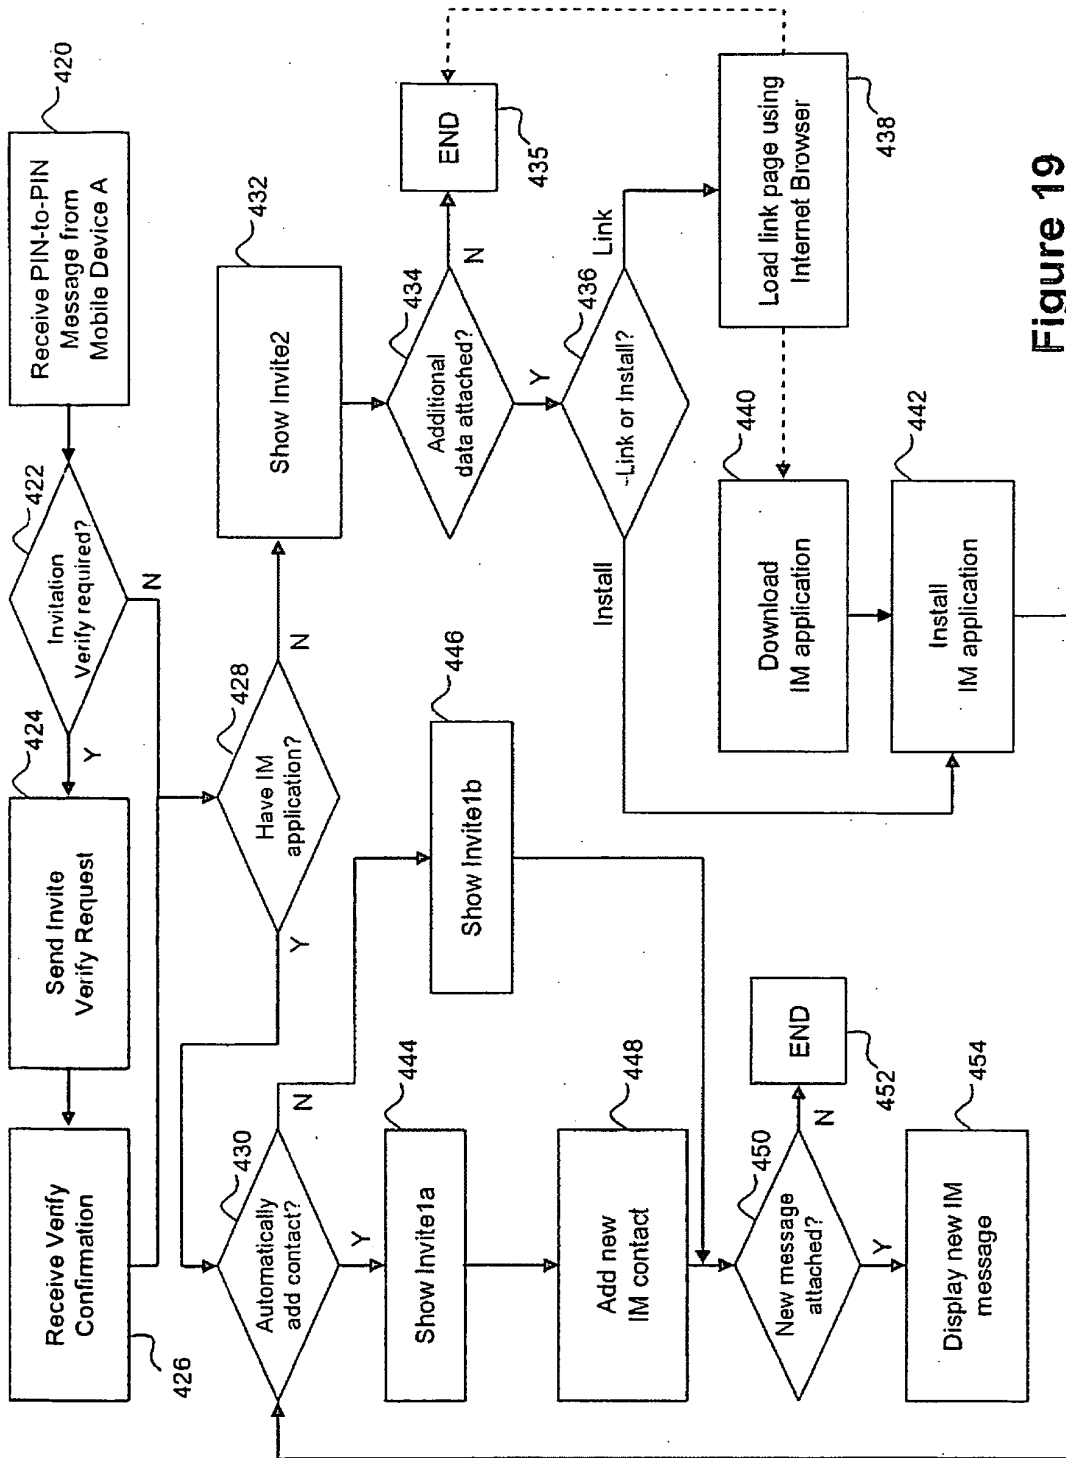 420
Receive PIN-to-PIN
Message from
Mobile Device A
422
Invitation
Verify required?
N
Y
424
Send Invite
Verify Request
Receive Verify
Confirmation
426
428
Have IM
application?
N
Y
432
Show Invite2
434
Additional
data attached?
N
Y
END
435
436
Link or Install?
Link
Install
Load link page using
Internet Browser
438
440
Download
IM application
442
Install
IM application
430
Automatically
add contact?
N
Y
444
Show Invite1a
446
Show Invite1b
448
Add new
IM contact
450
New message
attached?
N
Y
END
452
454
Display new IM
message
Figure 19